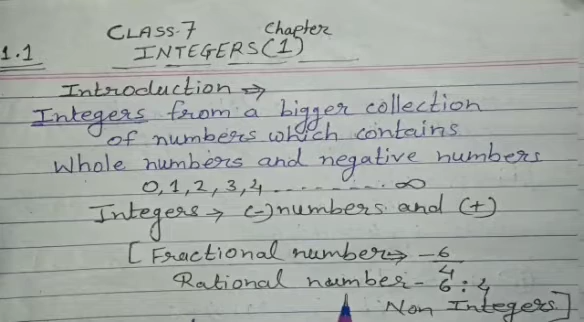 CLASS-7 Chapter
1.1 INTEGERS(1)
Introduction ⇒
Integers from a bigger collection
of numbers which contains
Whole numbers and negative numbers
0, 1, 2, 3, 4 ----------∞
Integers → (-) numbers and (+)
[Fractional number → -6/4
Rational number - 6:4
Non Integers]